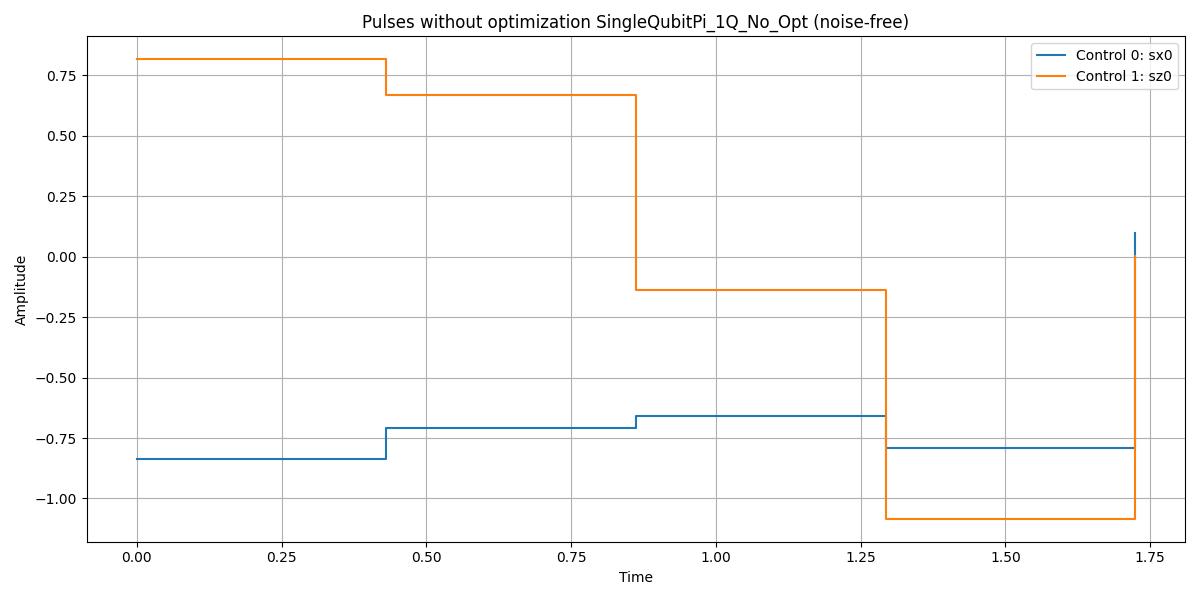 Pulses without optimization SingleQubitPi_1Q_No_Opt (noise-free)
Control 0: sx0
Control 1: sz0
Amplitude
0.75
0.50
0.25
0.00
−0.25
−0.50
−0.75
−1.00
0.00 0.25 0.50 0.75 1.00 1.25 1.50 1.75
Time